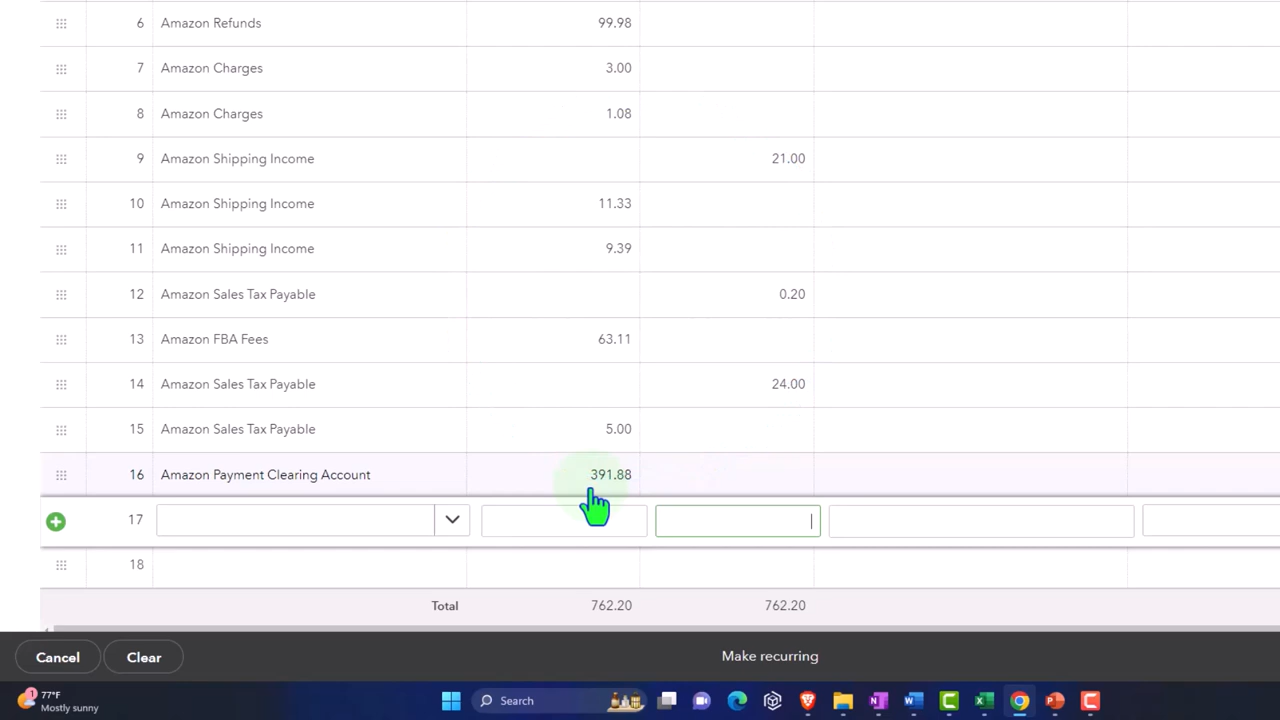 6 Amazon Refunds 99.98
7 Amazon Charges 3.00
8 Amazon Charges 1.08
9 Amazon Shipping Income 21.00
10 Amazon Shipping Income 11.33
11 Amazon Shipping Income 9.39
12 Amazon Sales Tax Payable 0.20
13 Amazon FBA Fees 63.11
14 Amazon Sales Tax Payable 24.00
15 Amazon Sales Tax Payable 5.00
16 Amazon Payment Clearing Account 391.88
17
18
Total 762.20 762.20
Cancel Clear Make recurring
1 77°F Search
Mostly sunny